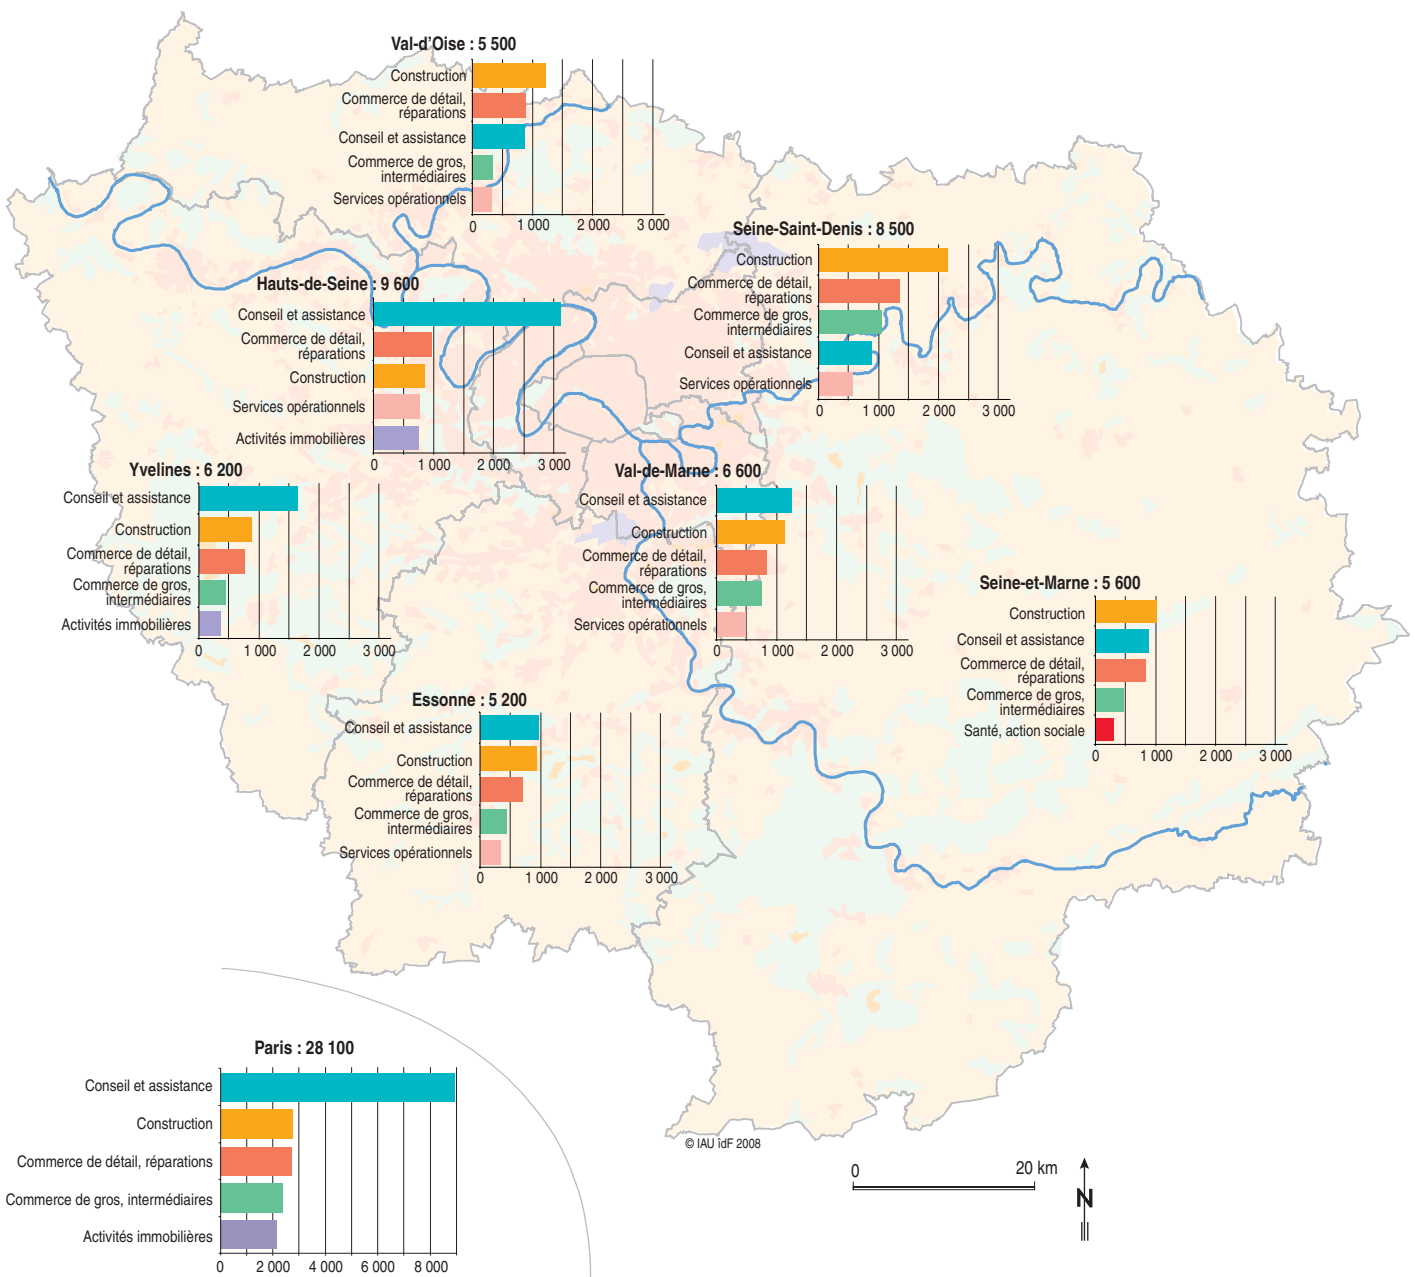 Val-d'Oise : 5 500
Construction
Commerce de détail,
réparations
Conseil et assistance
Commerce de gros,
intermédiaires
Services opérationnels
0 1 000 2 000 3 000
Seine-Saint-Denis : 8 500
Construction
Commerce de détail,
réparations
Commerce de gros,
intermédiaires
Conseil et assistance
Services opérationnels
0 1 000 2 000 3 000
Hauts-de-Seine : 9 600
Conseil et assistance
Commerce de détail,
réparations
Construction
Services opérationnels
Activités immobilières
0 1 000 2 000 3 000
Yvelines : 6 200
Conseil et assistance
Construction
Commerce de détail,
réparations
Commerce de gros,
intermédiaires
Activités immobilières
0 1 000 2 000 3 000
Val-de-Marne : 6 600
Conseil et assistance
Construction
Commerce de détail,
réparations
Commerce de gros,
intermédiaires
Services opérationnels
0 1 000 2 000 3 000
Seine-et-Marne : 5 600
Construction
Conseil et assistance
Commerce de détail,
réparations
Commerce de gros,
intermédiaires
Santé, action sociale
0 1 000 2 000 3 000
Essonne : 5 200
Conseil et assistance
Construction
Commerce de détail,
réparations
Commerce de gros,
intermédiaires
Services opérationnels
0 1 000 2 000 3 000
Paris : 28 100
Conseil et assistance
Construction
Commerce de détail, réparations
Commerce de gros, intermédiaires
Activités immobilières
0 2 000 4 000 6 000 8 000
© IAU îdF 2008
0 20 km
N